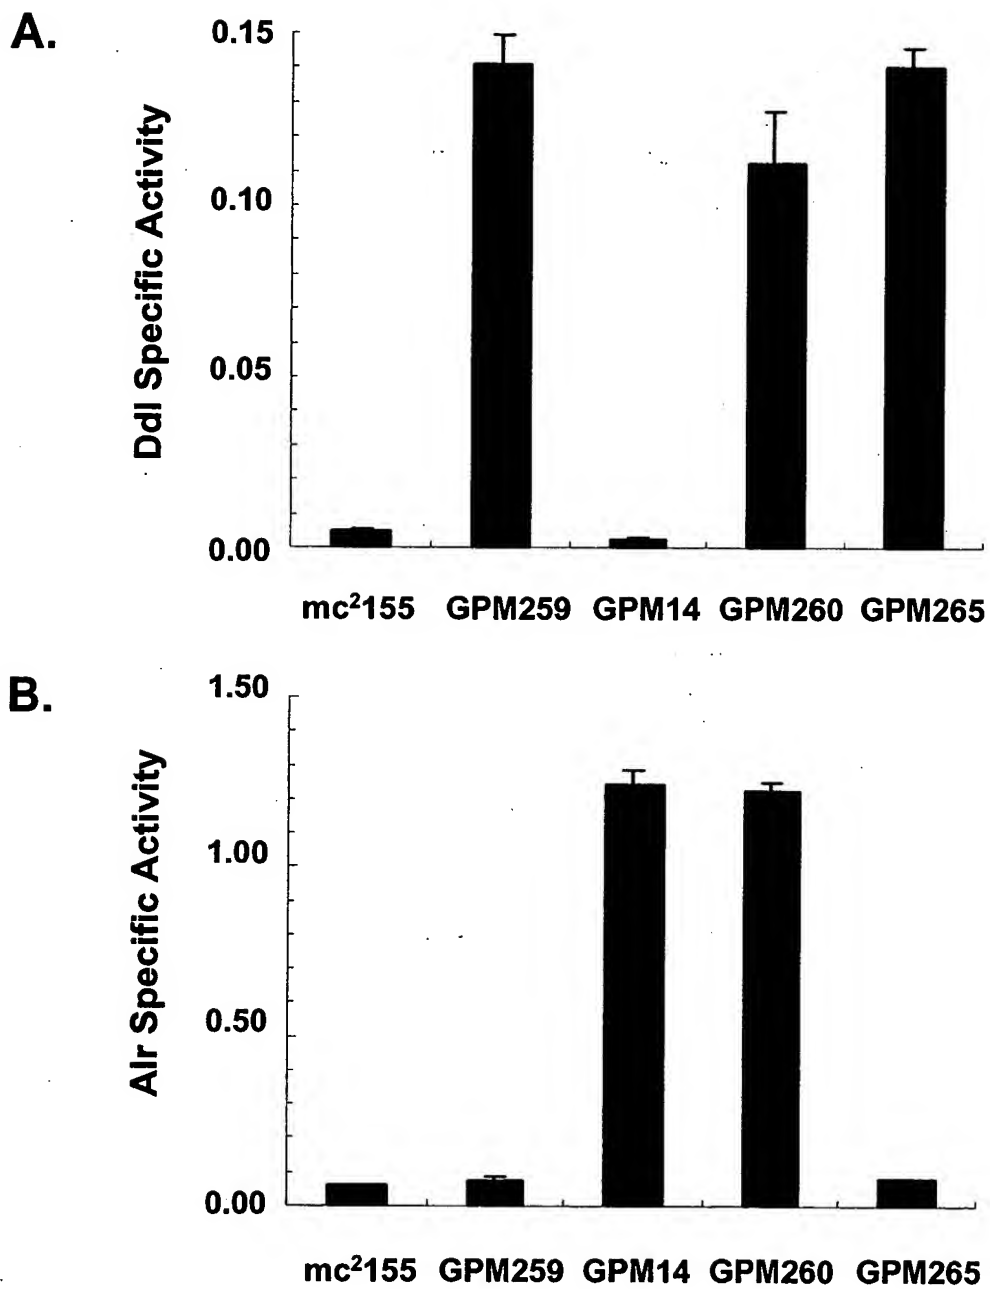 A.
Ddl Specific Activity
0.15
0.10
0.05
0.00
mc²155 GPM259 GPM14 GPM260 GPM265
B.
Alr Specific Activity
1.50
1.00
0.50
0.00
mc²155 GPM259 GPM14 GPM260 GPM265